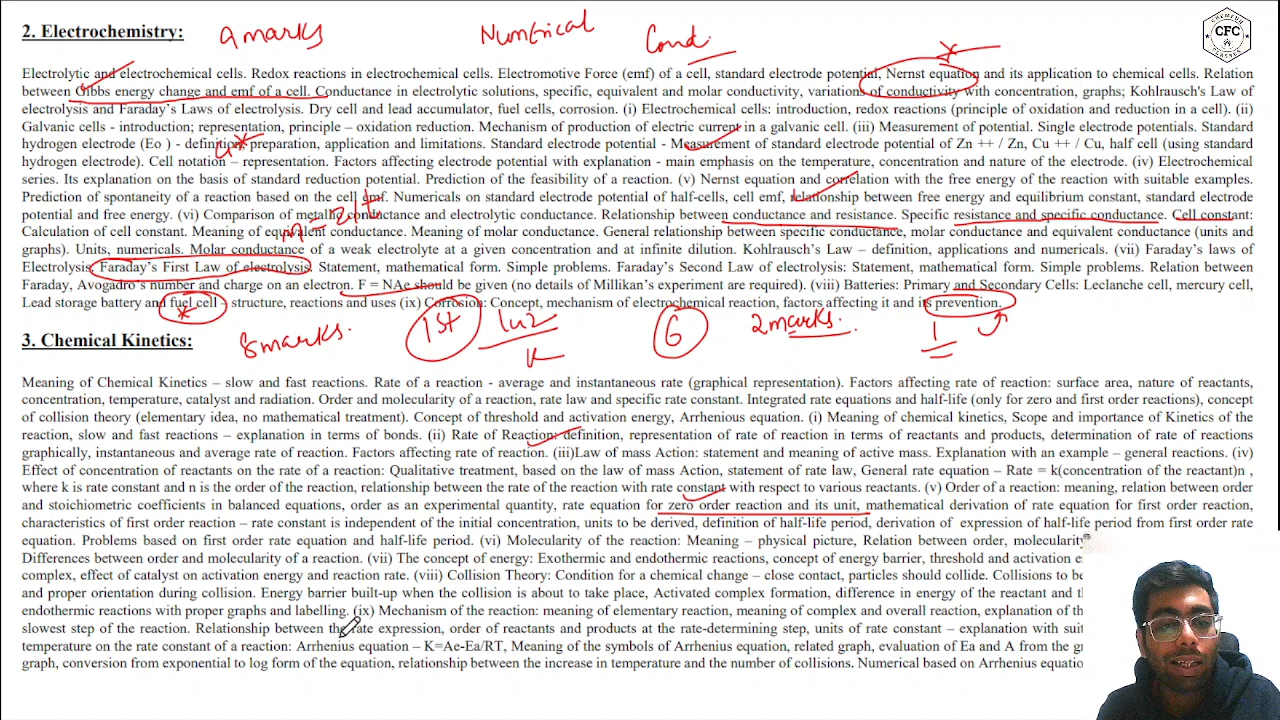 2. Electrochemistry: 9 marks Numerical Cond.
CHEMFOR CFC CLASSES
Electrolytic and electrochemical cells. Redox reactions in electrochemical cells. Electromotive Force (emf) of a cell, standard electrode potential, Nernst equation and its application to chemical cells. Relation
between Gibbs energy change and emf of a cell. Conductance in electrolytic solutions, specific, equivalent and molar conductivity, variation of conductivity with concentration, graphs; Kohlrausch's Law of
electrolysis and Faraday's Laws of Electrolysis. Dry cell and lead accumulator, fuel cells, corrosion. (i) Electrochemical cells: introduction, redox reactions (principle of oxidation and reduction in a cell). (ii)
Galvanic cells - introduction; representation, principle – oxidation reduction. Mechanism of production of electric current in a galvanic cell. (iii) Measurement of potential. Single electrode potentials. Standard
hydrogen electrode (Eo ) - definition, preparation, application and limitations. Standard electrode potential - Measurement of standard electrode potential of Zn ++ / Zn, Cu ++ / Cu, half cell (using standard
hydrogen electrode). Cell notation – representation. Factors affecting electrode potential with explanation - main emphasis on the temperature, concentration and nature of the electrode. (iv) Electrochemical
series. Its explanation on the basis of standard reduction potential. Prediction of the feasibility of a reaction. (v) Nernst equation and correlation with the free energy of the reaction with suitable examples.
Prediction of spontaneity of a reaction based on the cell emf. Numericals on standard electrode potential of half-cells, cell emf, relationship between free energy and equilibrium constant, standard electrode
potential and free energy. (vi) Comparison of metallic conductance and electrolytic conductance. Relationship between conductance and resistance. Specific resistance and specific conductance. Cell constant:
m = zIt
Calculation of cell constant. Meaning of equivalent conductance. Meaning of molar conductance. General relationship between specific conductance, molar conductance and equivalent conductance (units and
graphs). Units, numericals. Molar conductance of a weak electrolyte at a given concentration and at infinite dilution. Kohlrausch's Law – definition, applications and numericals. (vii) Faraday's laws of
Electrolysis. Faraday's First Law of electrolysis. Statement, mathematical form. Simple problems. Faraday's Second Law of electrolysis: Statement, mathematical form. Simple problems. Relation between
Faraday, Avogadro's number and charge on an electron. F = NAe should be given (no details of Millikan's experiment are required). (viii) Batteries: Primary and Secondary Cells: Leclanche cell, mercury cell,
Lead storage battery and fuel cell - structure, reactions and uses (ix) Corrosion: Concept, mechanism of electrochemical reaction, factors affecting it and its prevention.
3. Chemical Kinetics: 8 marks. 1st ln2 / K 6 2 marks. 1
Meaning of Chemical Kinetics – slow and fast reactions. Rate of a reaction - average and instantaneous rate (graphical representation). Factors affecting rate of reaction: surface area, nature of reactants,
concentration, temperature, catalyst and radiation. Order and molecularity of a reaction, rate law and specific rate constant. Integrated rate equations and half-life (only for zero and first order reactions), concept
of collision theory (elementary idea, no mathematical treatment). Concept of threshold and activation energy, Arrhenious equation. (i) Meaning of chemical kinetics, Scope and importance of Kinetics of the
reaction, slow and fast reactions – explanation in terms of bonds. (ii) Rate of Reaction: definition, representation of rate of reaction in terms of reactants and products, determination of rate of reactions
graphically, instantaneous and average rate of reaction. Factors affecting rate of reaction. (iii)Law of mass Action: statement and meaning of active mass. Explanation with an example – general reactions. (iv)
Effect of concentration of reactants on the rate of a reaction: Qualitative treatment, based on the law of mass Action, statement of rate law, General rate equation – Rate = k(concentration of the reactant)n ,
where k is rate constant and n is the order of the reaction, relationship between the rate of the reaction with rate constant with respect to various reactants. (v) Order of a reaction: meaning, relation between order
and stoichiometric coefficients in balanced equations, order as an experimental quantity, rate equation for zero order reaction and its unit, mathematical derivation of rate equation for first order reaction,
characteristics of first order reaction – rate constant is independent of the initial concentration, units to be derived, definition of half-life period, derivation of expression of half-life period from first order rate
equation. Problems based on first order rate equation and half-life period. (vi) Molecularity of the reaction: Meaning – physical picture, Relation between order, molecularity
Differences between order and molecularity of a reaction. (vii) The concept of energy: Exothermic and endothermic reactions, concept of energy barrier, threshold and activation e
complex, effect of catalyst on activation energy and reaction rate. (viii) Collision Theory: Condition for a chemical change – close contact, particles should collide. Collisions to be
and proper orientation during collision. Energy barrier built-up when the collision is about to take place, Activated complex formation, difference in energy of the reactant and t
endothermic reactions with proper graphs and labelling. (ix) Mechanism of the reaction: meaning of elementary reaction, meaning of complex and overall reaction, explanation of th
slowest step of the reaction. Relationship between the rate expression, order of reactants and products at the rate-determining step, units of rate constant – explanation with suit
temperature on the rate constant of a reaction: Arrhenius equation – K=Ae-Ea/RT, Meaning of the symbols of Arrhenius equation, related graph, evaluation of Ea and A from the gr
graph, conversion from exponential to log form of the equation, relationship between the increase in temperature and the number of collisions. Numerical based on Arrhenius equatio